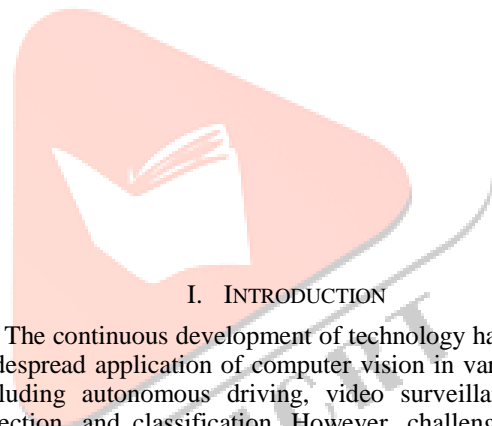 I. INTRODUCTION
The continuous development of technology ha
despread application of computer vision in var
luding autonomous driving, video surveilla
ection, and classification. However, challeng